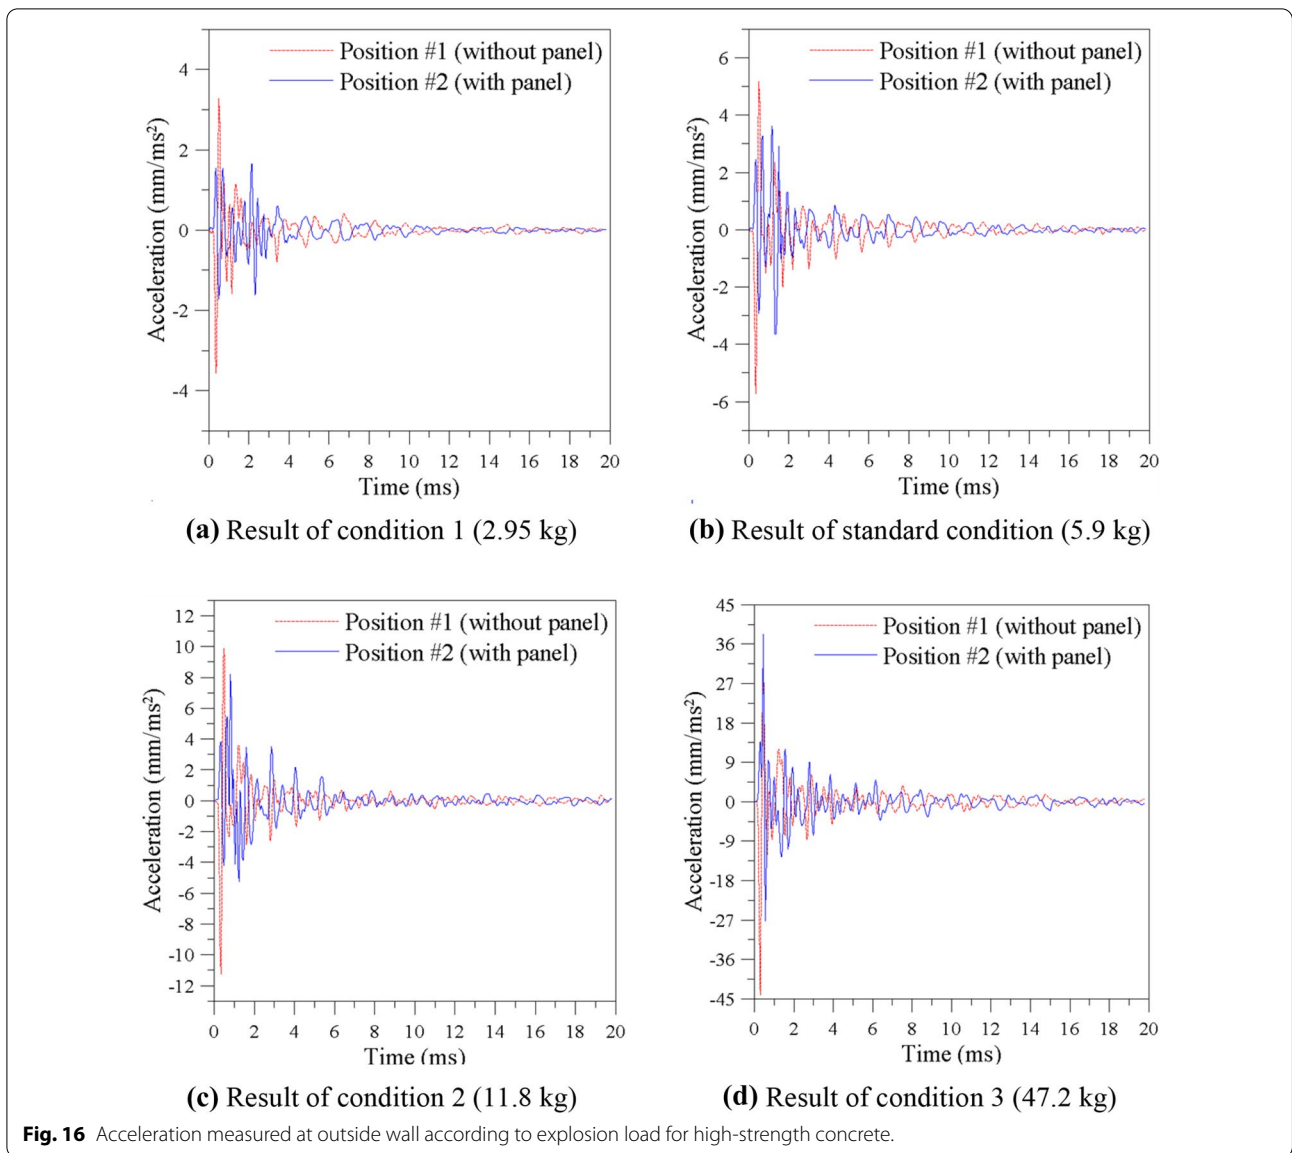 Position #1 (without panel)
Position #2 (with panel)
4
2
0
-2
-4
Acceleration (mm/ms²)
0 2 4 6 8 10 12 14 16 18 20
Time (ms)
(a) Result of condition 1 (2.95 kg)
Position #1 (without panel)
Position #2 (with panel)
6
4
2
0
-2
-4
-6
Acceleration (mm/ms²)
0 2 4 6 8 10 12 14 16 18 20
Time (ms)
(b) Result of standard condition (5.9 kg)
Position #1 (without panel)
Position #2 (with panel)
12
10
8
6
4
2
0
-2
-4
-6
-8
-10
-12
Acceleration (mm/ms²)
0 2 4 6 8 10 12 14 16 18 20
Time (ms)
(c) Result of condition 2 (11.8 kg)
Position #1 (without panel)
Position #2 (with panel)
45
36
27
18
9
0
-9
-18
-27
-36
-45
Acceleration (mm/ms²)
0 2 4 6 8 10 12 14 16 18 20
Time (ms)
(d) Result of condition 3 (47.2 kg)
Fig. 16 Acceleration measured at outside wall according to explosion load for high-strength concrete.